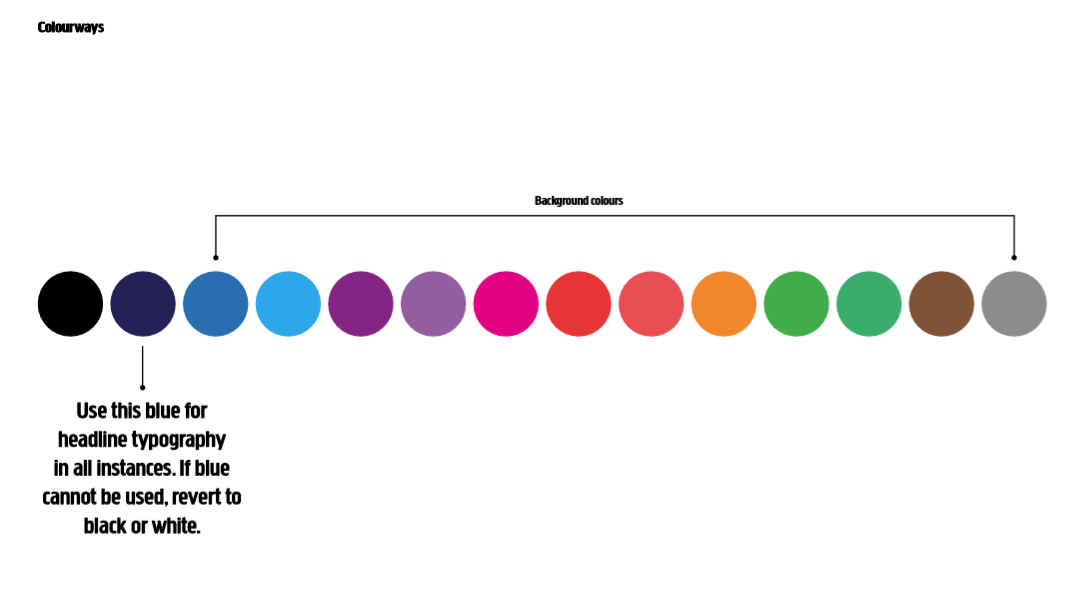 Colourways
Background colours
Use this blue for
headline typography
in all instances. If blue
cannot be used, revert to
black or white.